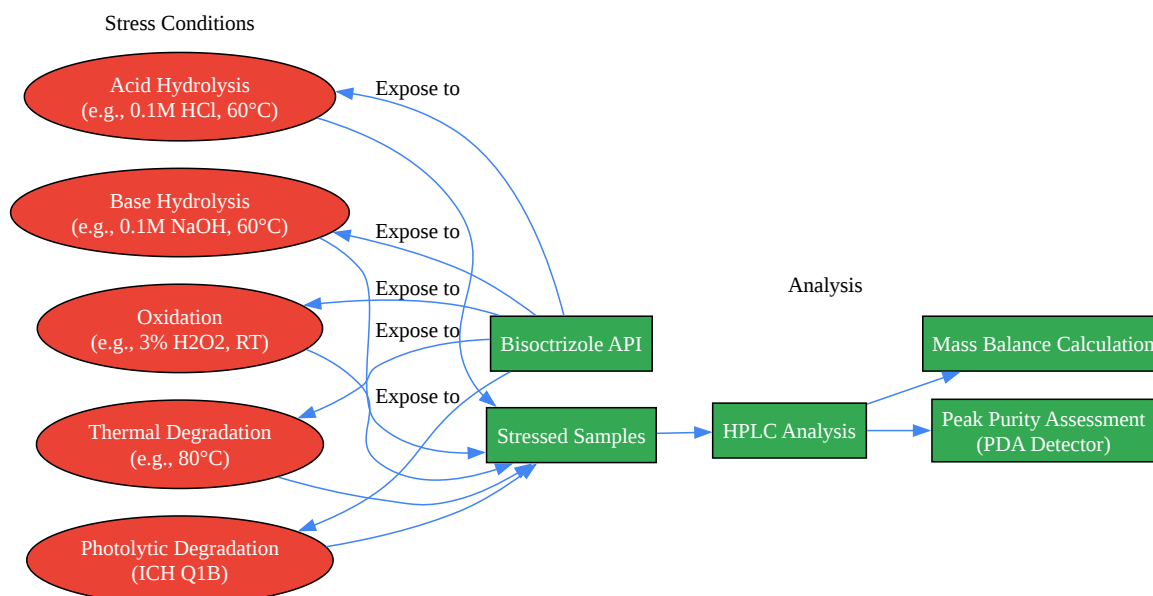 Stress Conditions
Acid Hydrolysis
(e.g., 0.1M HCl, 60°C)
Expose to
Base Hydrolysis
(e.g., 0.1M NaOH, 60°C)
Expose to
Oxidation
(e.g., 3% H2O2, RT)
Expose to
Thermal Degradation
(e.g., 80°C)
Expose to
Photolytic Degradation
(ICH Q1B)
Expose to
Bisoctrizole API
Stressed Samples
HPLC Analysis
Analysis
Mass Balance Calculation
Peak Purity Assessment
(PDA Detector)